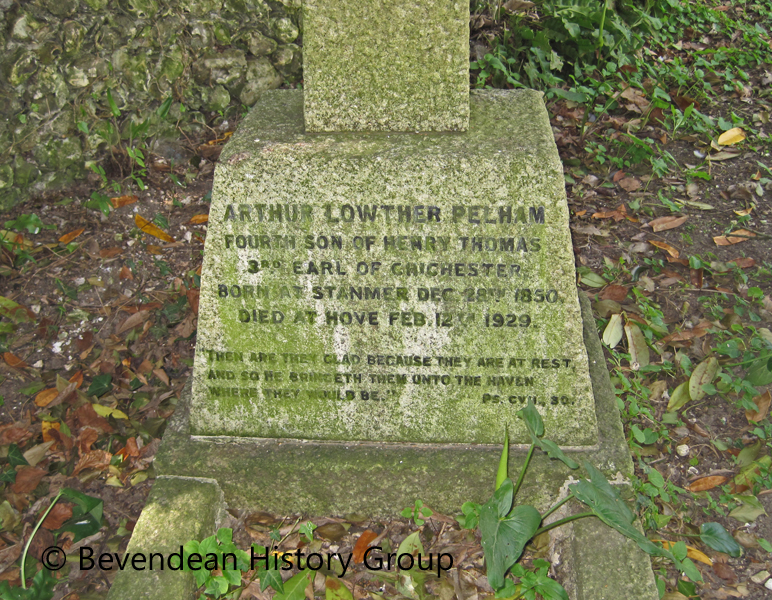 ARTHUR LOWTHER PELHAM
FOURTH SON OF HENRY THOMAS
3RD EARL OF CHICHESTER.
BORN AT STANMER DEC. 28TH 1850.
DIED AT HOVE FEB. 12TH 1929.
"THEN ARE THEY GLAD BECAUSE THEY ARE AT REST,
AND SO HE BRINGETH THEM UNTO THE HAVEN
WHERE THEY WOULD BE." PS. CVII, 30.
© Bevendean History Group